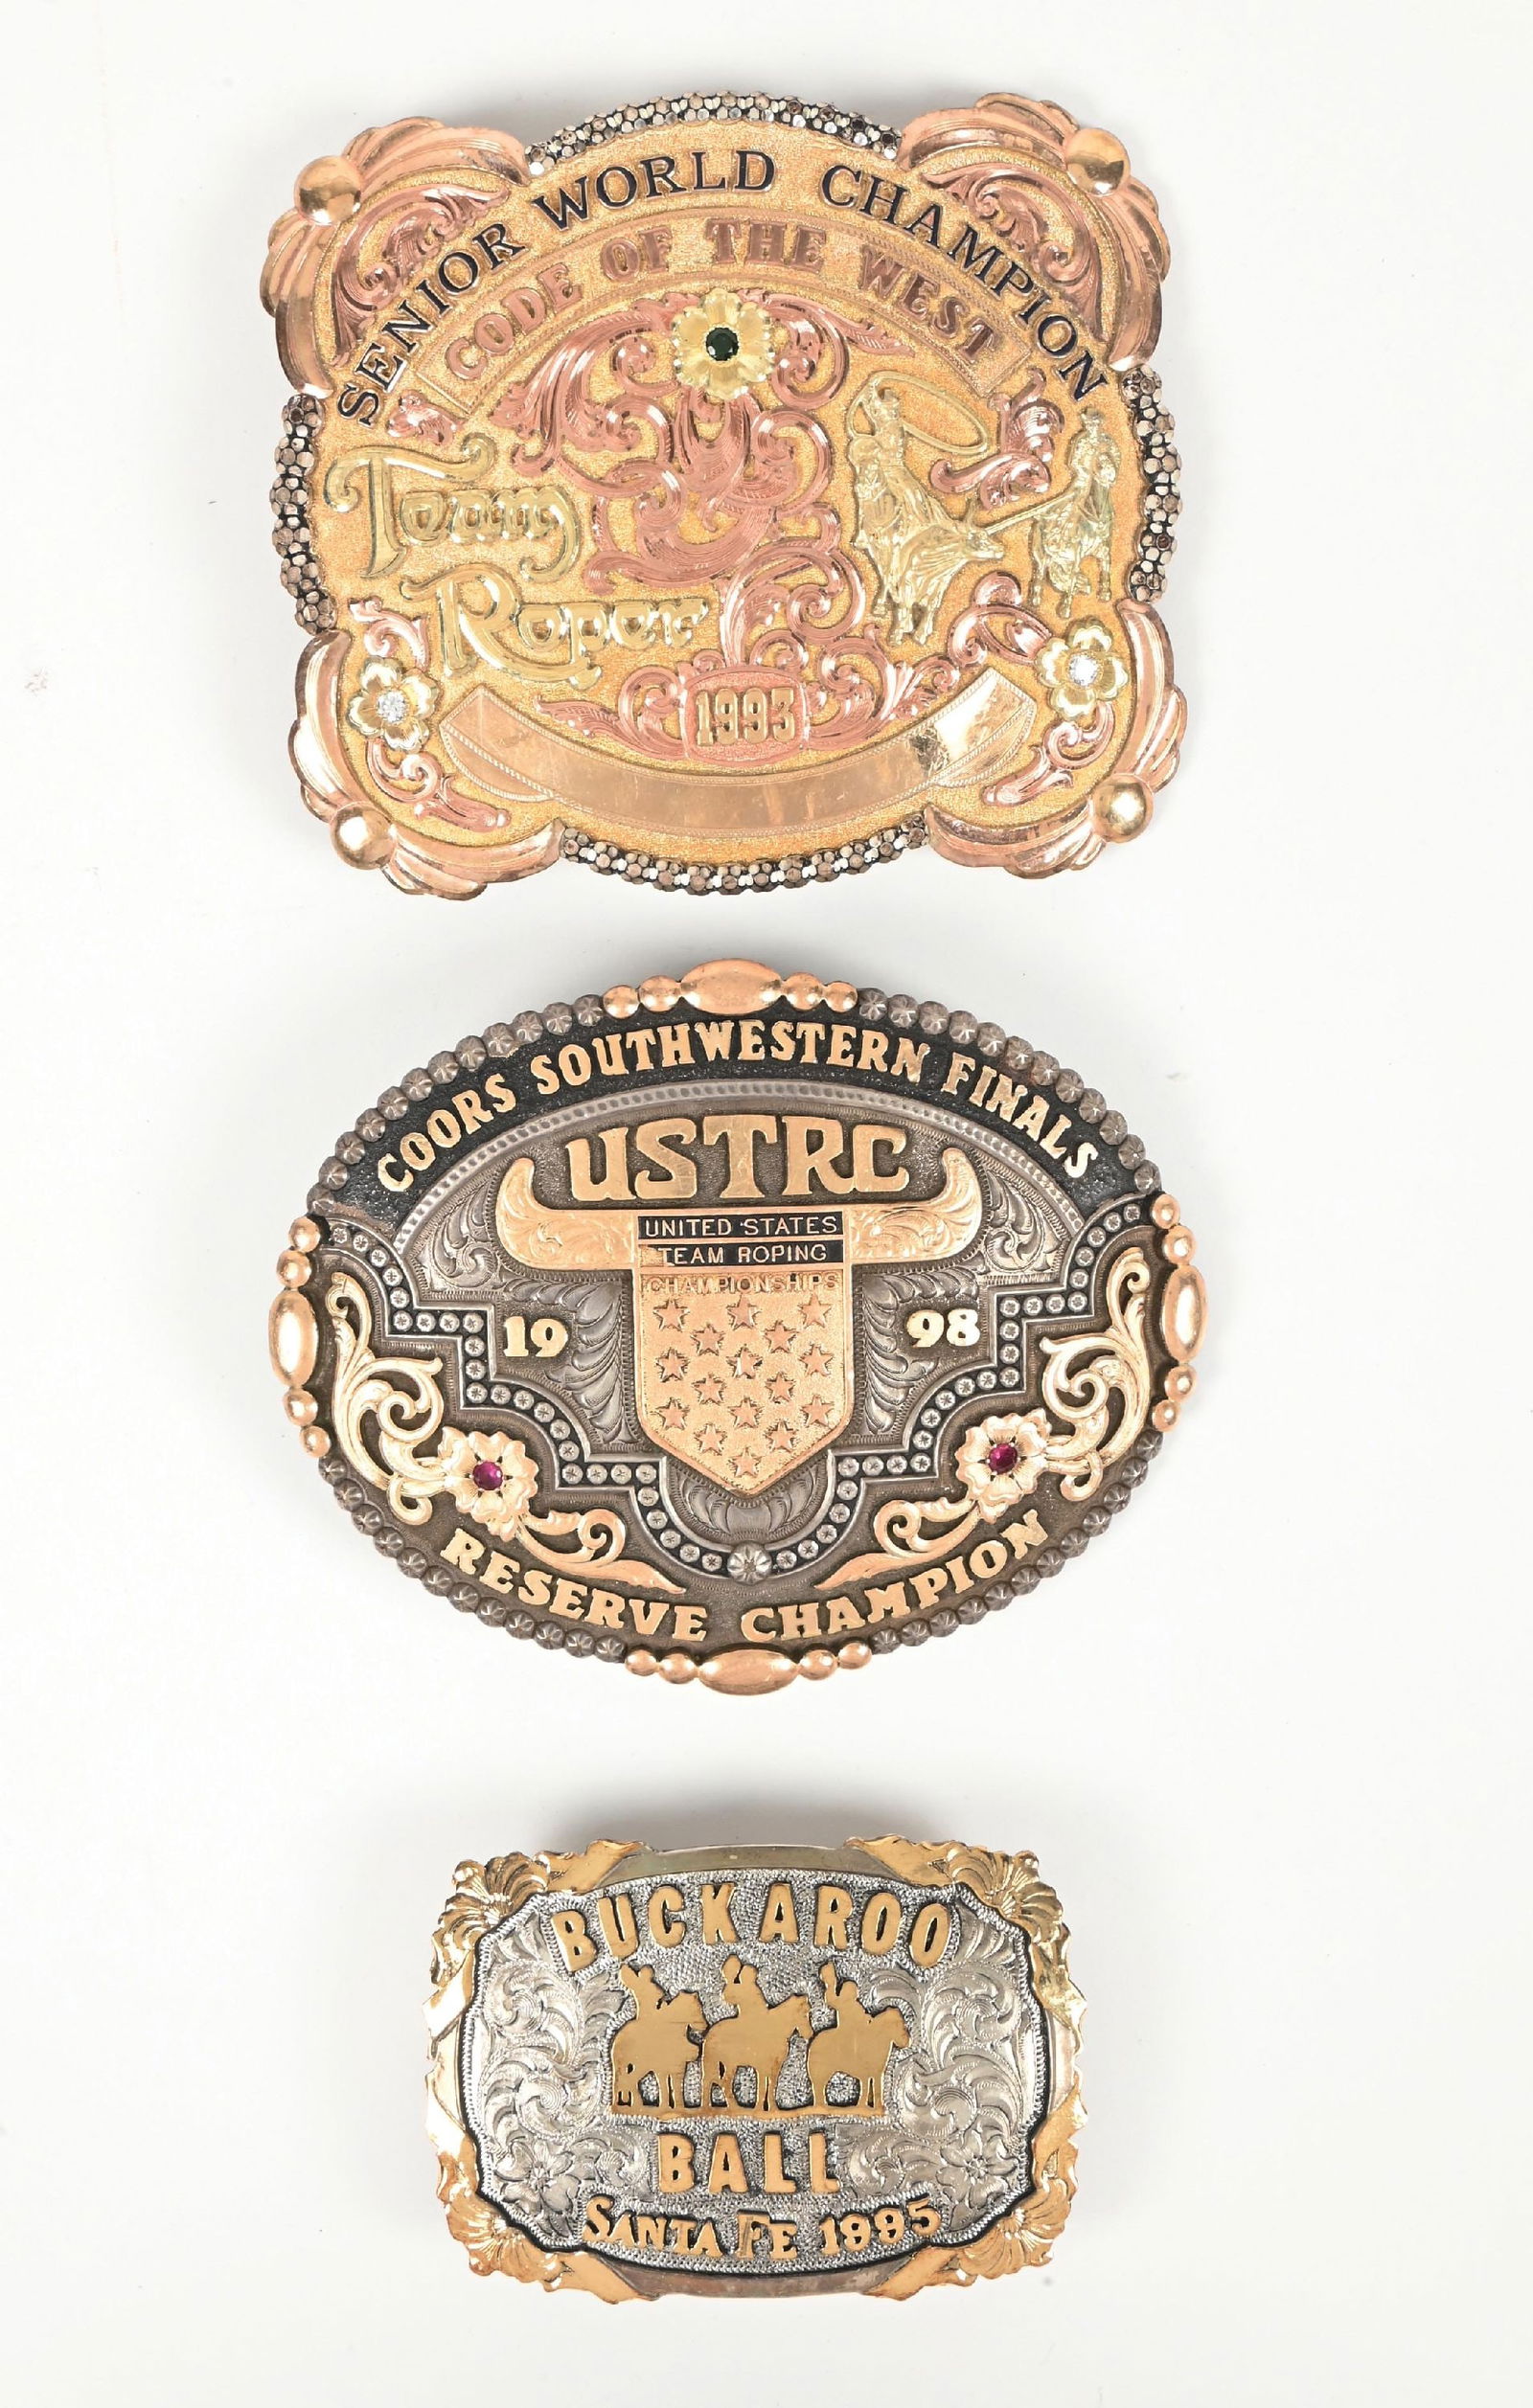 SENIOR WORLD CHAMPION
CODE OF THE WEST
Team
Roper
1993
COORS SOUTHWESTERN FINALS
USTRC
UNITED STATES
TEAM ROPING
CHAMPIONSHIPS
19 98
RESERVE CHAMPION
BUCKAROO
BALL
SANTA FE 1995